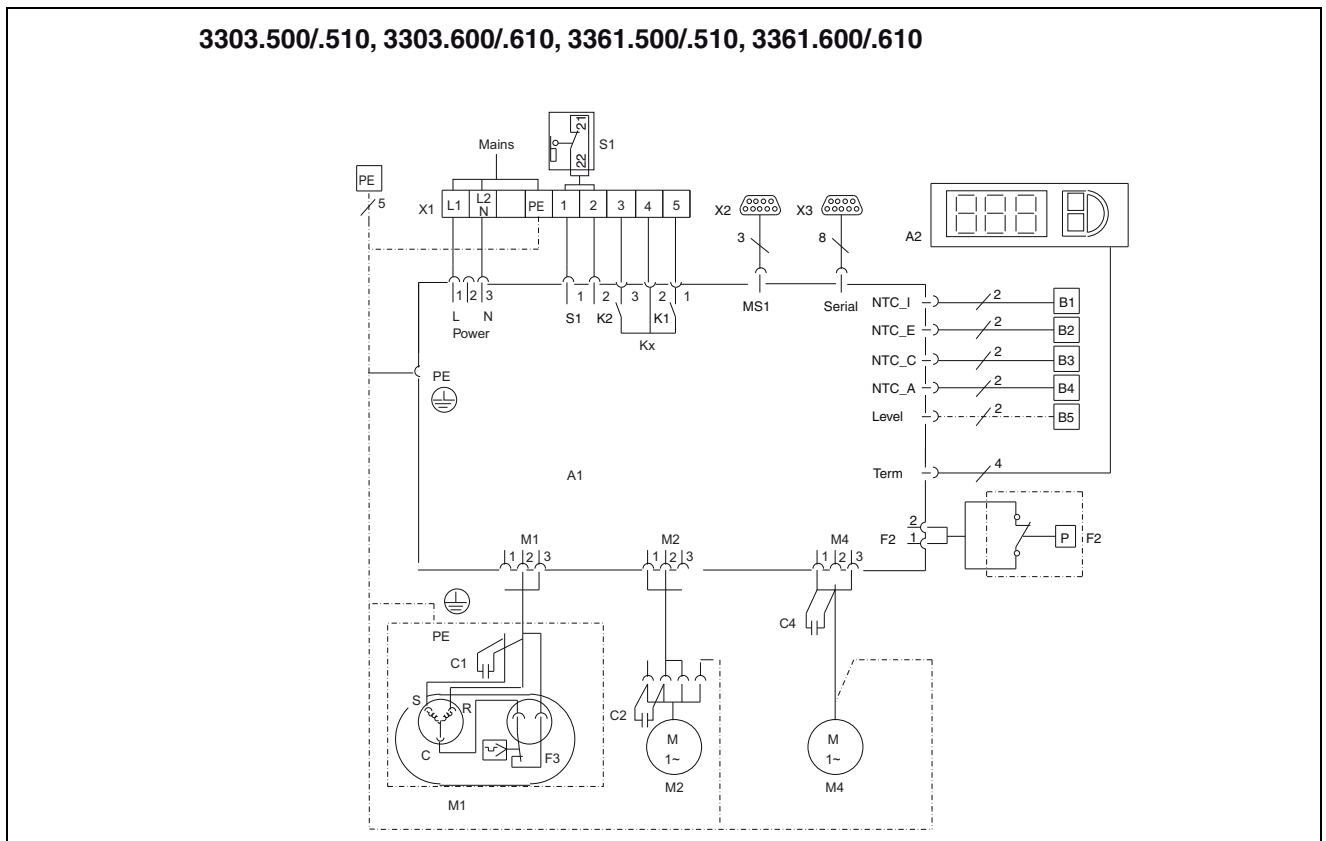 3303.500/.510, 3303.600/.610, 3361.500/.510, 3361.600/.610
21
22
S1
Mains
PE
5
X1
L1
L2
N
PE
1
2
3
4
5
X2
X3
3
8
A2
1
2
3
L
N
Power
1
2
3
2
1
S1
K2
K1
Kx
MS1
Serial
NTC_I
2
B1
NTC_E
2
B2
NTC_C
2
B3
NTC_A
2
B4
Level
2
B5
PE
Term
4
A1
2
1
F2
P
F2
M1
1
2
3
M2
1
2
3
M4
1
2
3
PE
C1
C4
S
R
C
F3
M1
C2
M
1~
M2
M
1~
M4